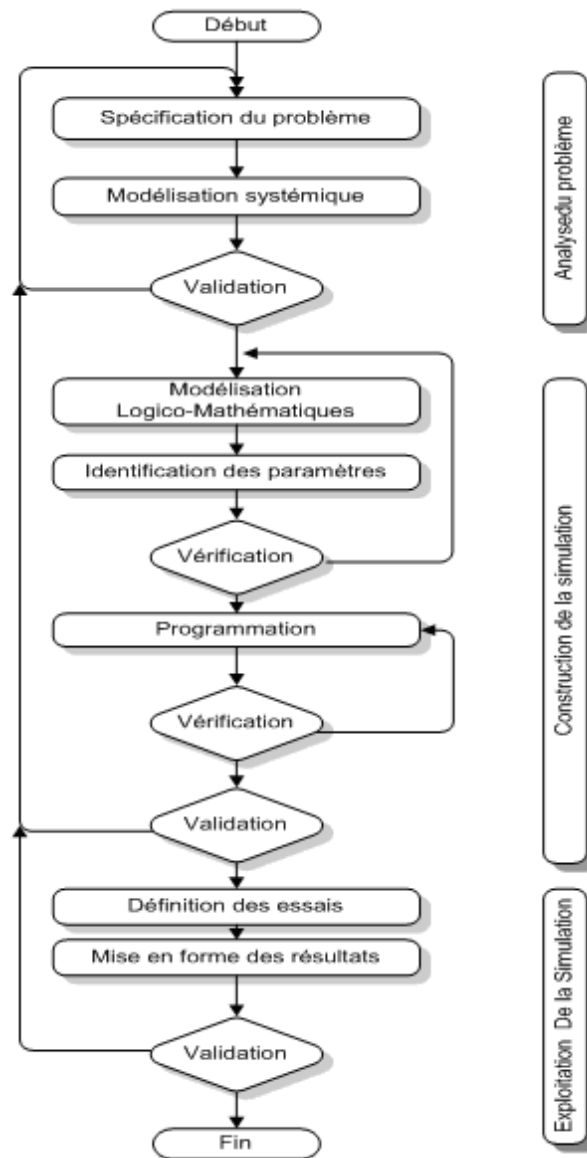 Début
Spécification du problème
Modélisation systémique
Validation
Modélisation
Logico-Mathématiques
Identification des paramètres
Vérification
Programmation
Vérification
Validation
Définition des essais
Mise en forme des résultats
Validation
Fin
Analysedu problème
Construction de la simulation
Exploitation De la Simulation